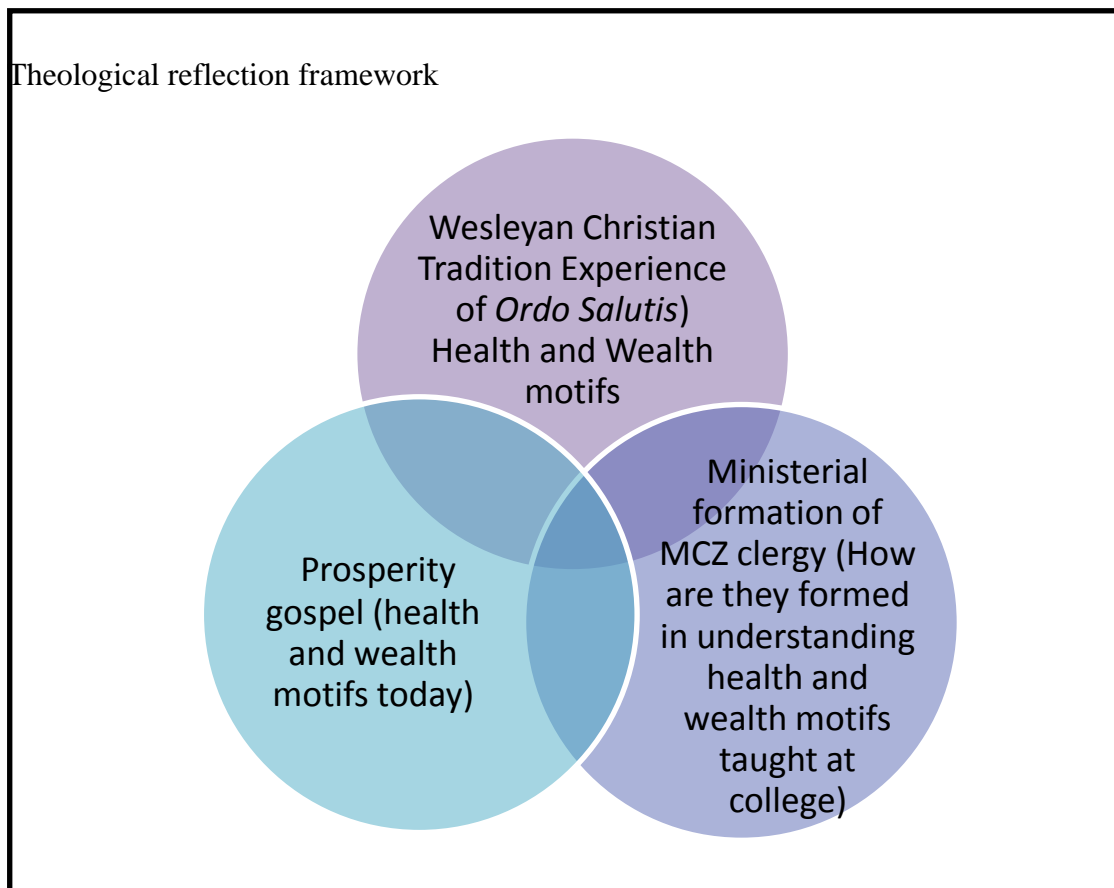 Theological reflection framework
Wesleyan Christian
Tradition Experience
of Ordo Salutis)
Health and Wealth
motifs
Prosperity
gospel (health
and wealth
motifs today)
Ministerial
formation of
MCZ clergy (How
are they formed
in understanding
health and
wealth motifs
taught at
college)